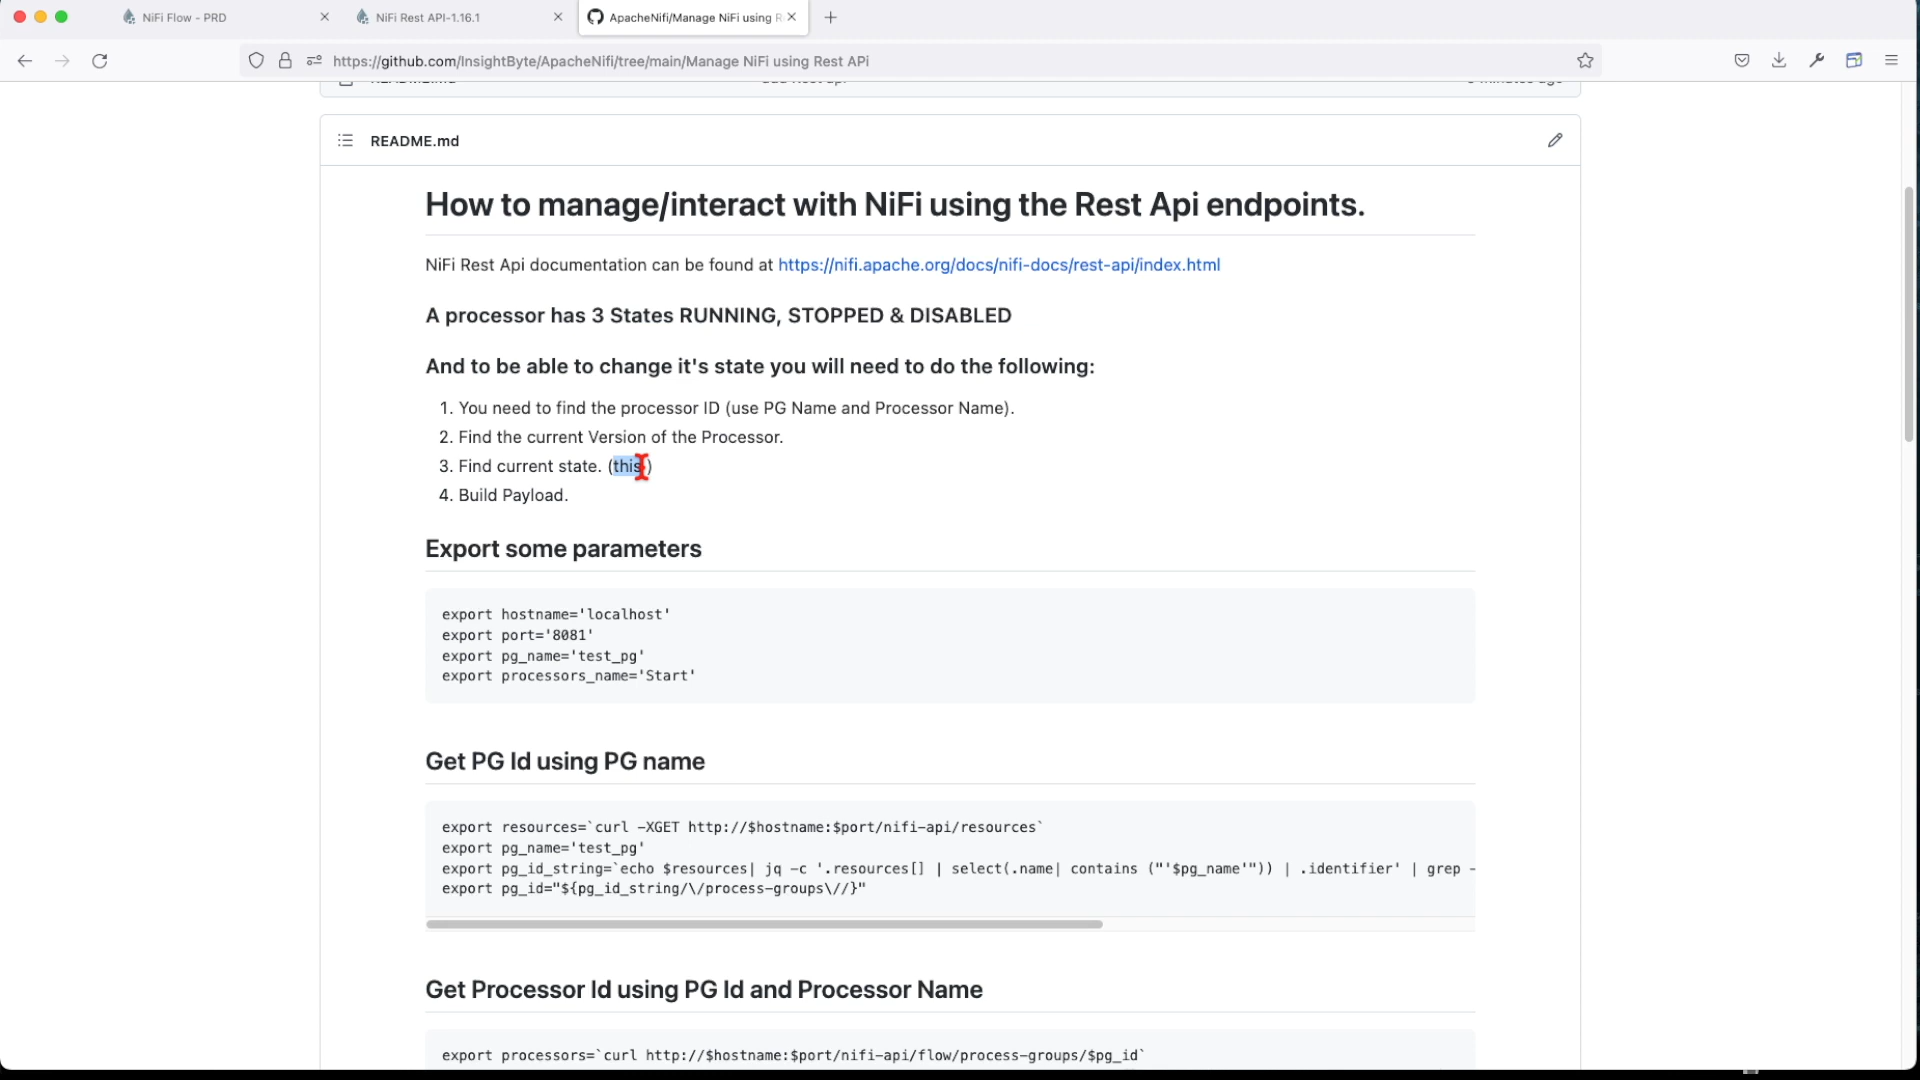 NiFi Flow - PRD
NiFi Rest API-1.16.1
ApacheNifi/Manage NiFi using R
https://github.com/InsightByte/ApacheNifi/tree/main/Manage NiFi using Rest APi
README.md
How to manage/interact with NiFi using the Rest Api endpoints.
NiFi Rest Api documentation can be found at https://nifi.apache.org/docs/nifi-docs/rest-api/index.html
A processor has 3 States RUNNING, STOPPED & DISABLED
And to be able to change it's state you will need to do the following:
1. You need to find the processor ID (use PG Name and Processor Name).
2. Find the current Version of the Processor.
3. Find current state. (this )
4. Build Payload.
Export some parameters
export hostname='localhost'
export port='8081'
export pg_name='test_pg'
export processors_name='Start'
Get PG Id using PG name
export resources=`curl -XGET http://$hostname:$port/nifi-api/resources`
export pg_name='test_pg'
export pg_id_string=`echo $resources| jq -c '.resources[] | select(.name| contains ("'$pg_name'")) | .identifier' | grep -
export pg_id="${pg_id_string/\/process-groups\//}"
Get Processor Id using PG Id and Processor Name
export processors=`curl http://$hostname:$port/nifi-api/flow/process-groups/$pg_id`